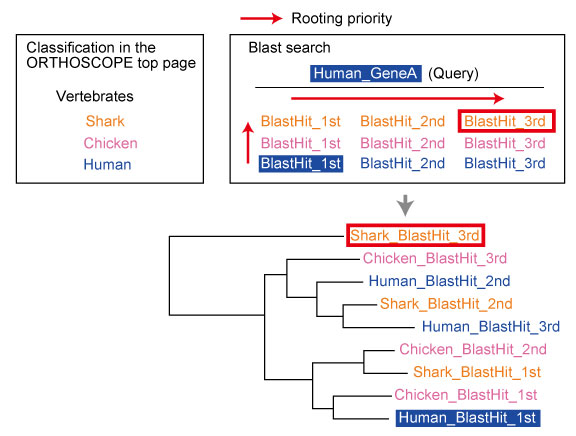 Rooting priority
Classification in the
ORTHOSCOPE top page
Vertebrates
Shark
Chicken
Human
Blast search
Human_GeneA (Query)
BlastHit_1st BlastHit_2nd BlastHit_3rd
BlastHit_1st BlastHit_2nd BlastHit_3rd
BlastHit_1st BlastHit_2nd BlastHit_3rd
Shark_BlastHit_3rd
Chicken_BlastHit_3rd
Human_BlastHit_2nd
Shark_BlastHit_2nd
Human_BlastHit_3rd
Chicken_BlastHit_2nd
Shark_BlastHit_1st
Chicken_BlastHit_1st
Human_BlastHit_1st